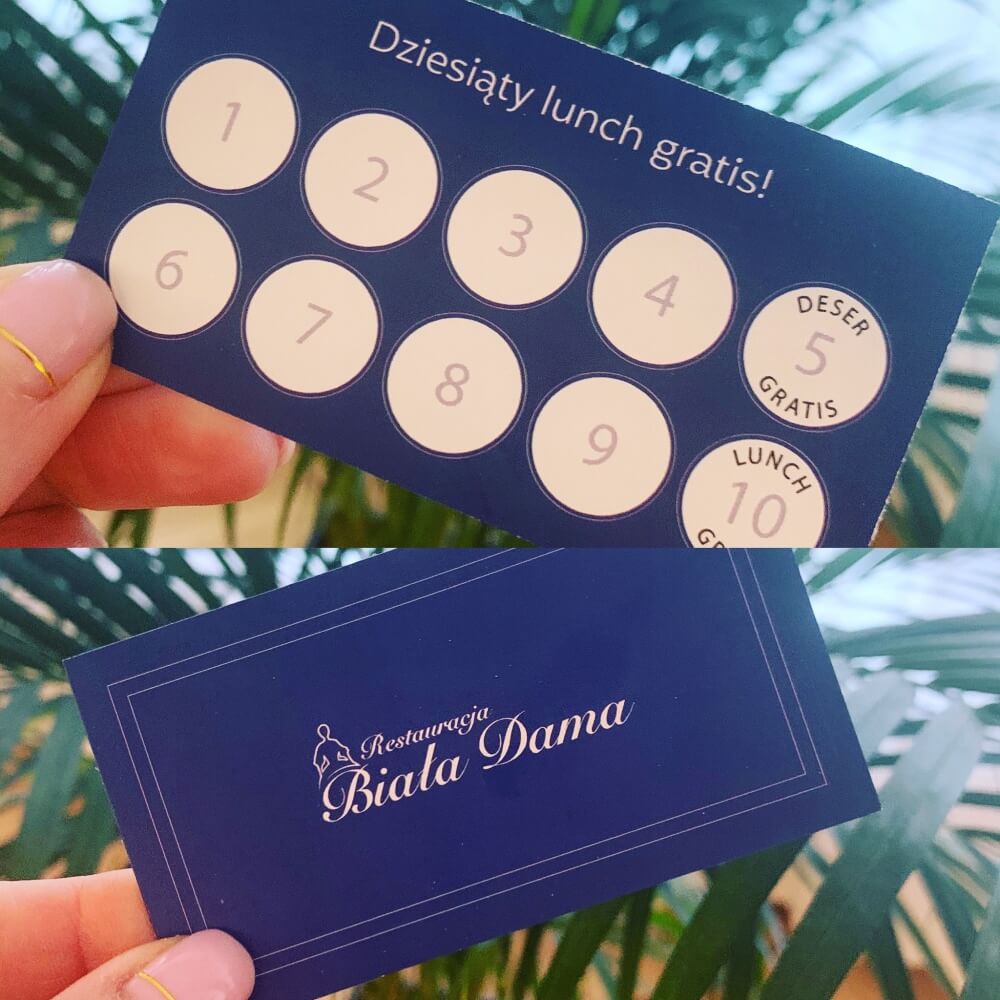 Dziesiąty lunch gratis!
1
2
3
4
DESER
5
GRATIS
6
7
8
9
LUNCH
10
Restauracja
Biała Dama